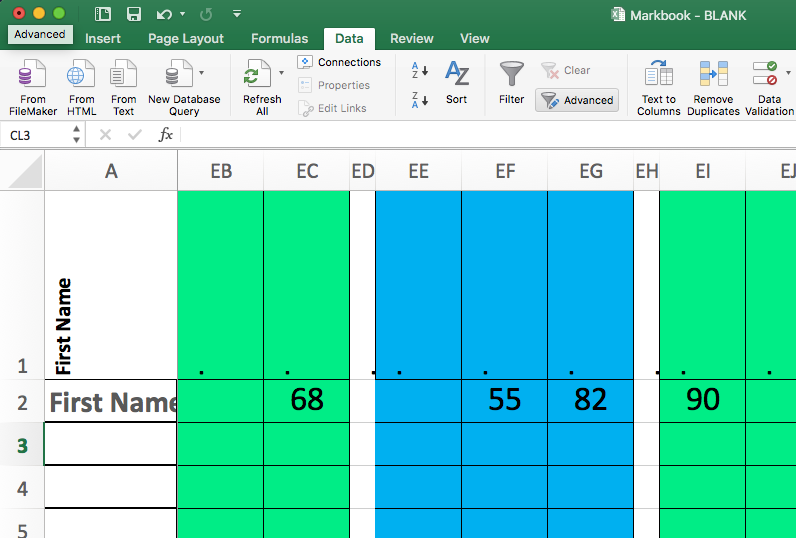 Markbook - BLANK
Advanced
Insert Page Layout Formulas Data Review View
From FileMaker
From HTML
From Text
New Database Query
Refresh All
Connections
Properties
Edit Links
A Z
Z A
A Z
Sort
Filter
Clear
Advanced
Text to Columns
Remove Duplicates
Data Validation
CL3
fx
A EB EC ED EE EF EG EH EI EJ
1 First Name . . . . . . . . .
2 First Name 68 55 82 90
3
4
5